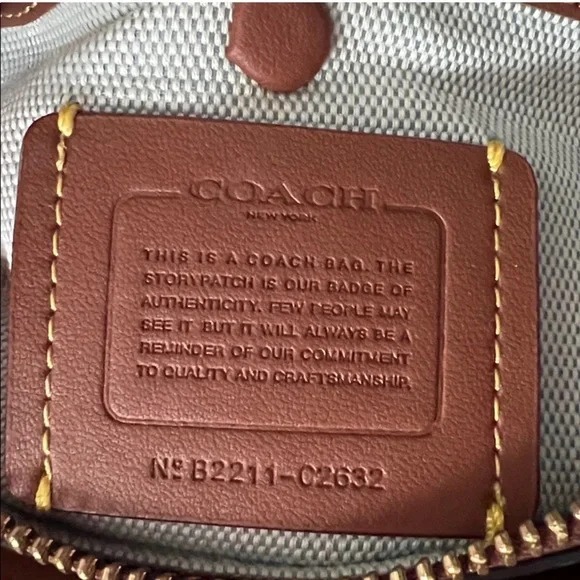 COACH
NEW YORK
THIS IS A COACH BAG. THE
STORYPATCH IS OUR BADGE OF
AUTHENTICITY. FEW PEOPLE MAY
SEE IT BUT IT WILL ALWAYS BE A
REMINDER OF OUR COMMITMENT
TO QUALITY AND CRAFTSMANSHIP.
Nº B2211-C2632